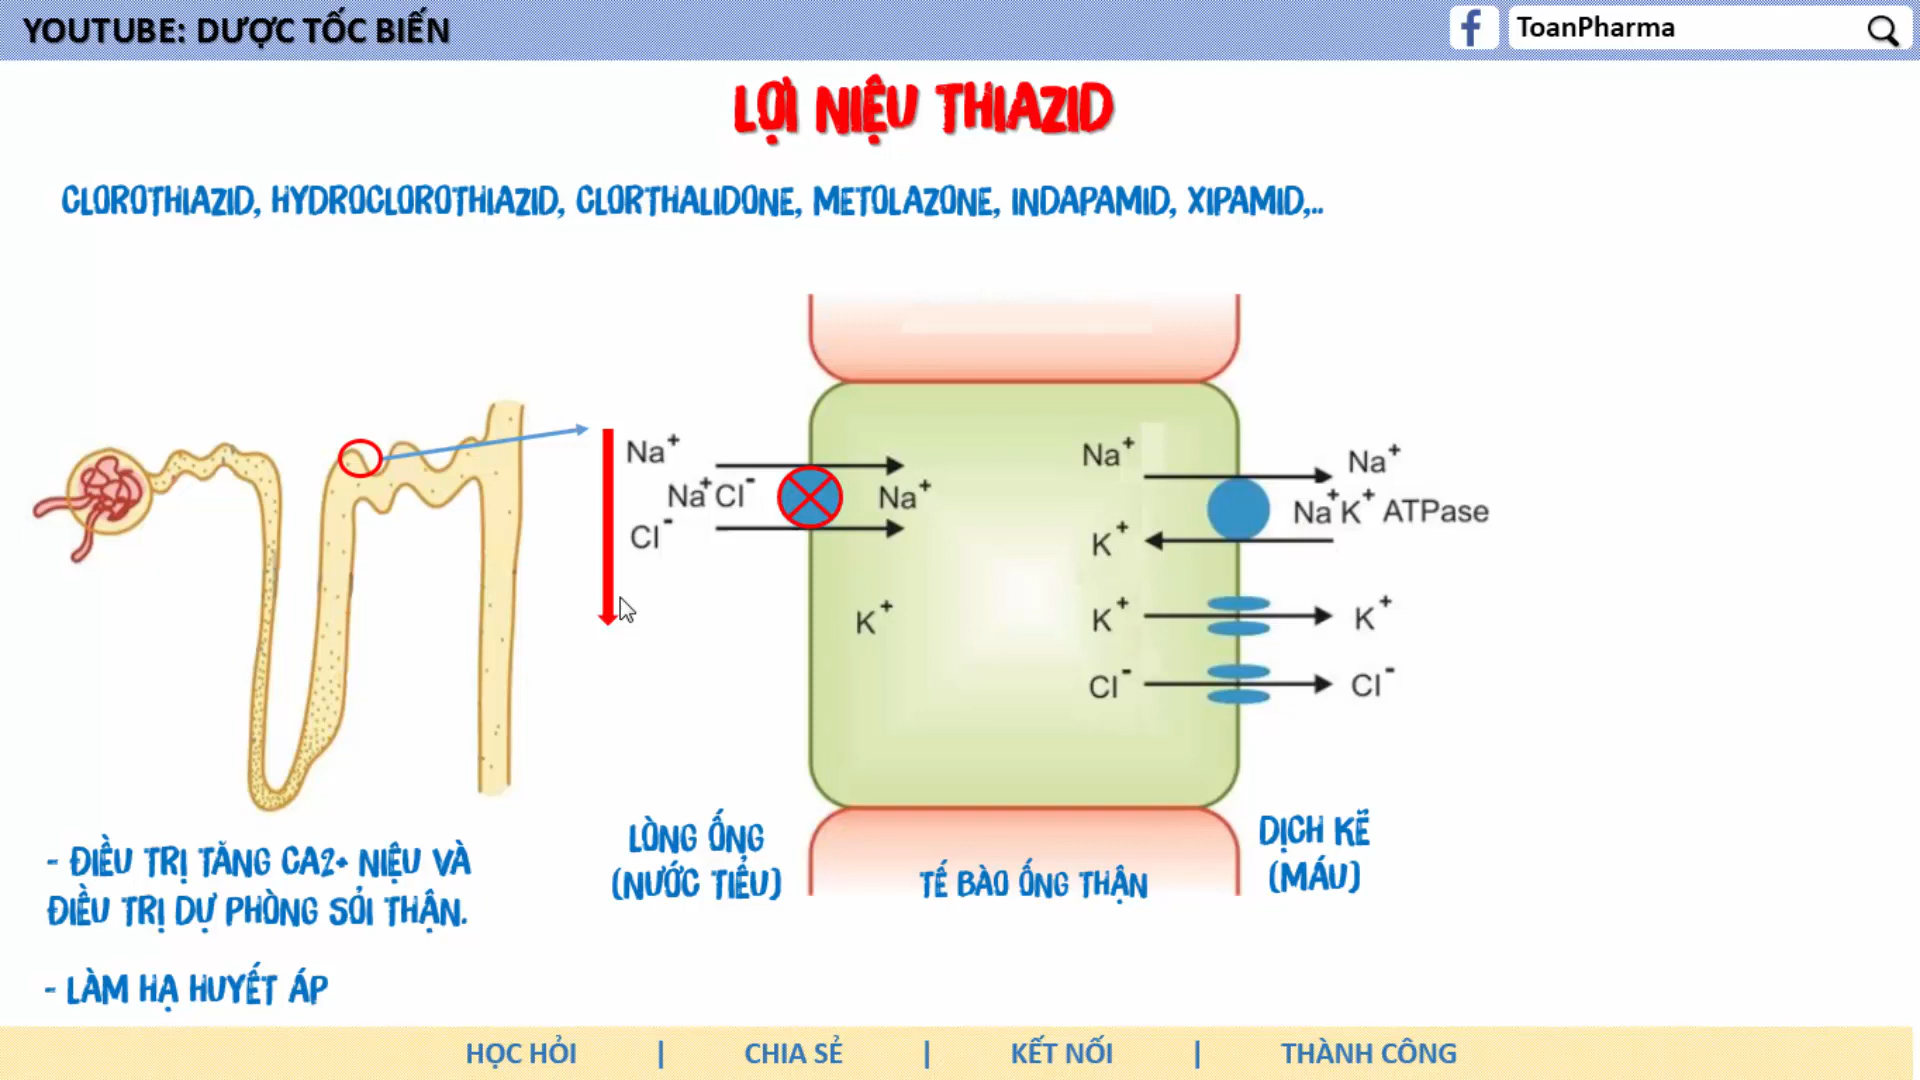 YOUTUBE: DƯỢC TỐC BIẾN
ToanPharma
LỢI NIỆU THIAZID
CLOROTHIAZID, HYDROCLOROTHIAZID, CLORTHALIDONE, METOLAZONE, INDAPAMID, XIPAMID,..
Na+
Na+Cl-
Cl-
Na+
K+
Na+
K+
K+
Cl-
Na+
Na+K+ ATPase
K+
Cl-
LÒNG ỐNG
(NƯỚC TIỂU)
TẾ BÀO ỐNG THẬN
DỊCH KẼ
(MÁU)
- ĐIỀU TRỊ TĂNG CA2+ NIỆU VÀ
ĐIỀU TRỊ DỰ PHÒNG SỎI THẬN.
- LÀM HẠ HUYẾT ÁP
HỌC HỎI | CHIA SẺ | KẾT NỐI | THÀNH CÔNG